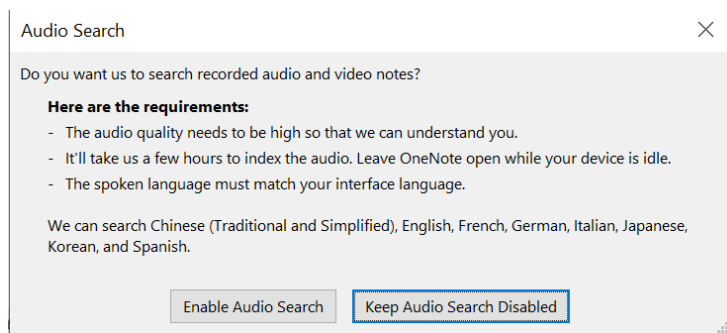 Audio Search
Do you want us to search recorded audio and video notes?
Here are the requirements:
- The audio quality needs to be high so that we can understand you.
- It'll take us a few hours to index the audio. Leave OneNote open while your device is idle.
- The spoken language must match your interface language.
We can search Chinese (Traditional and Simplified), English, French, German, Italian, Japanese,
Korean, and Spanish.
Enable Audio Search
Keep Audio Search Disabled